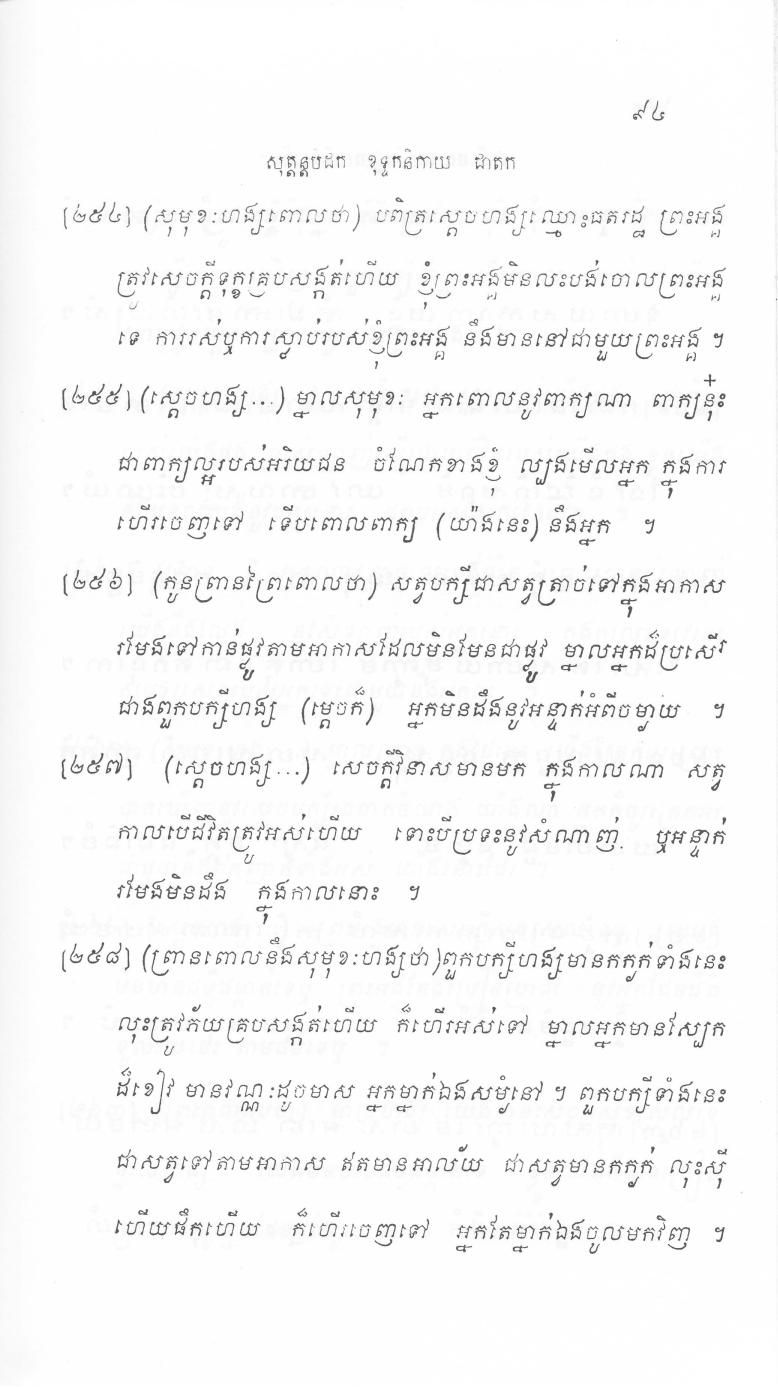 ៩៤
សុត្តន្តបិដក ខុទ្ទកនិកាយ ជាតក
[២៥៤] (សុមុខៈហង្សពោលថា) បពិត្រស្តេចហង្សឈ្មោះធតរដ្ឋ ព្រះអង្គ
ត្រូវសេចក្តីទុក្ខគ្របសង្កត់ហើយ ខ្ញុំព្រះអង្គមិនលះបង់ចោលព្រះអង្គ
ទេ ការរស់ឬការស្លាប់របស់ខ្ញុំព្រះអង្គ នឹងមាននៅជាមួយព្រះអង្គ ។
[២៥៥] (ស្តេចហង្ស...) ម្នាលសុមុខៈ អ្នកពោលនូវពាក្យណា ពាក្យនុ៎ះ
ជាពាក្យល្អរបស់អរិយជន ចំណែកខាងខ្ញុំ ល្បងមើលអ្នក ក្នុងការ
ហើរចេញទៅ ទើបពោលពាក្យ (យ៉ាងនេះ) នឹងអ្នក ។
[២៥៦] (កូនព្រានព្រៃពោលថា) សត្វបក្សីជាសត្វត្រាច់ទៅក្នុងអាកាស
រមែងទៅកាន់ផ្លូវតាមអាកាសដែលមិនមែនជាផ្លូវ ម្នាលអ្នកដ៏ប្រសើរ
ជាងពួកបក្សីហង្ស (ម្តេចក៏) អ្នកមិនដឹងនូវអន្ទាក់អំពីចម្ងាយ ។
[២៥៧] (ស្តេចហង្ស...) សេចក្តីវិនាសមានមក ក្នុងកាលណា សត្វ
កាលបើជីវិតត្រូវអស់ហើយ ទោះបីប្រទះនូវសំណាញ់ ឬអន្ទាក់
រមែងមិនដឹង ក្នុងកាលនោះ ។
[២៥៨] (ព្រានពោលនឹងសុមុខៈហង្សថា) ពួកបក្សីហង្សមានកកក្លក់ទាំងនេះ
លុះត្រូវភ័យគ្របសង្កត់ហើយ ក៏ហើរអស់ទៅ ម្នាលអ្នកមានស្បែក
ដ៏ខៀវ មានវណ្ណៈដូចមាស អ្នកម្នាក់ឯងសម្ងំនៅ ។ ពួកបក្សីទាំងនេះ
ជាសត្វទៅតាមអាកាស ឥតមានអាល័យ ជាសត្វមានកកក្លក់ លុះស៊ី
ហើយផឹកហើយ ក៏ហើរចេញទៅ អ្នកតែម្នាក់ឯងចូលមកវិញ ។